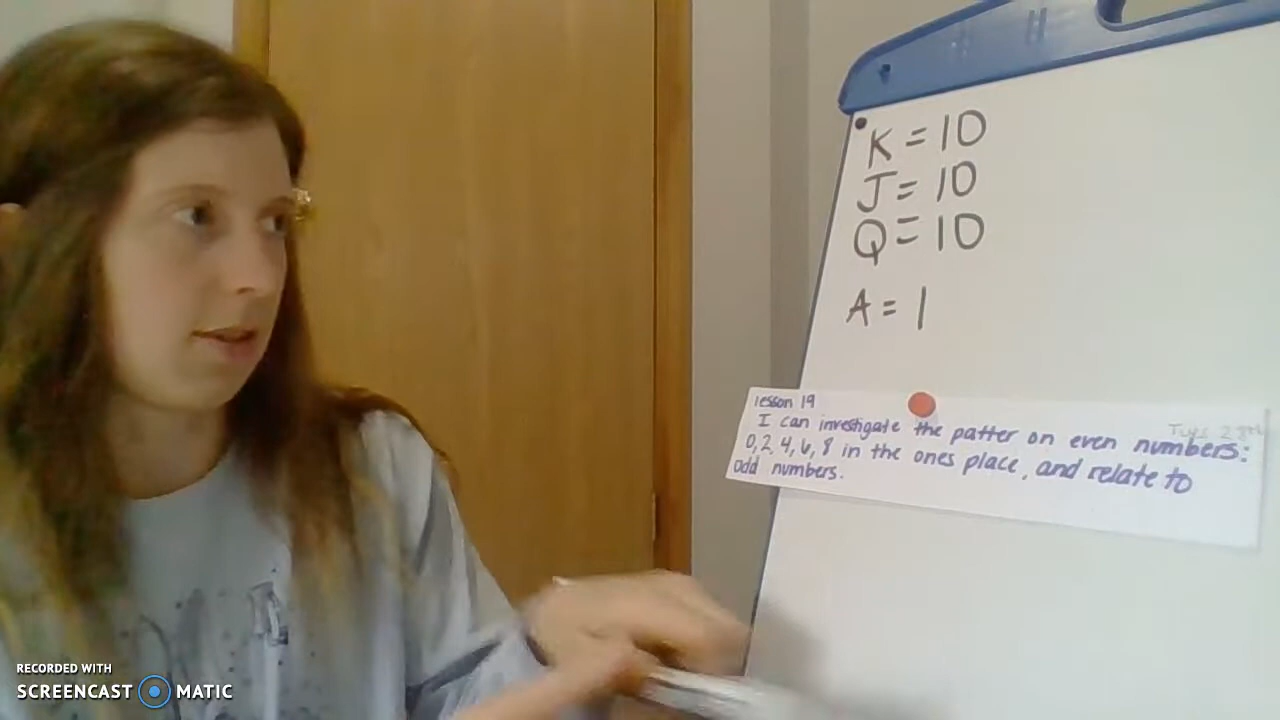 K = 10
J = 10
Q = 10
A = 1
lesson 19
I can investigate the patter on even numbers:
0, 2, 4, 6, 8 in the ones place, and relate to
odd numbers.
RECORDED WITH
SCREENCAST MATIC